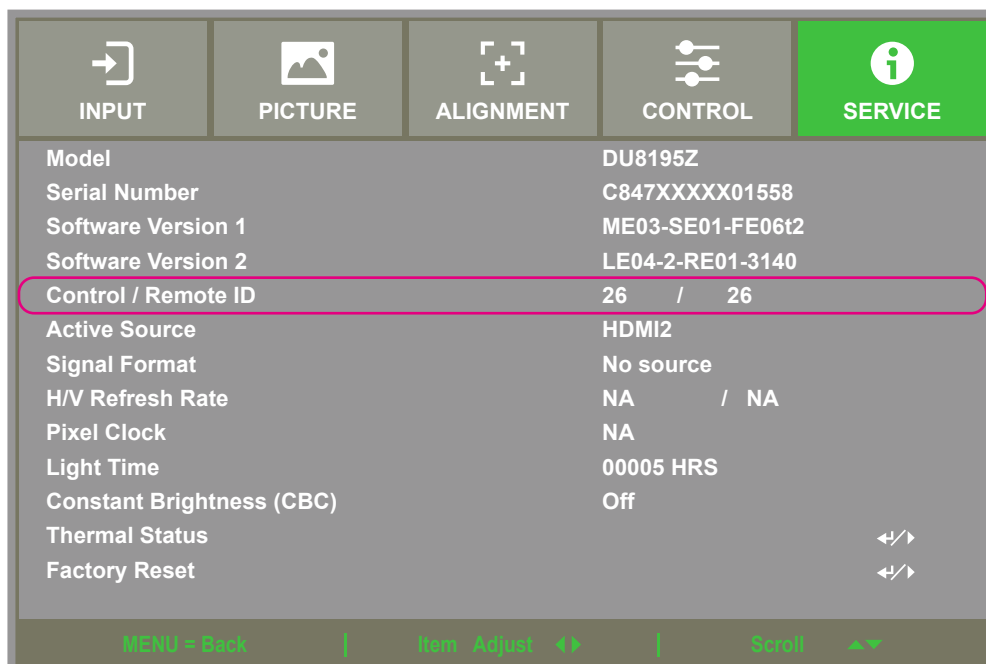 INPUT PICTURE ALIGNMENT CONTROL SERVICE
Model DU8195Z
Serial Number C847XXXXX01558
Software Version 1 ME03-SE01-FE06t2
Software Version 2 LE04-2-RE01-3140
Control / Remote ID 26 / 26
Active Source HDMI2
Signal Format No source
H/V Refresh Rate NA / NA
Pixel Clock NA
Light Time 00005 HRS
Constant Brightness (CBC) Off
Thermal Status
Factory Reset
MENU = Back | Item Adjust | Scroll